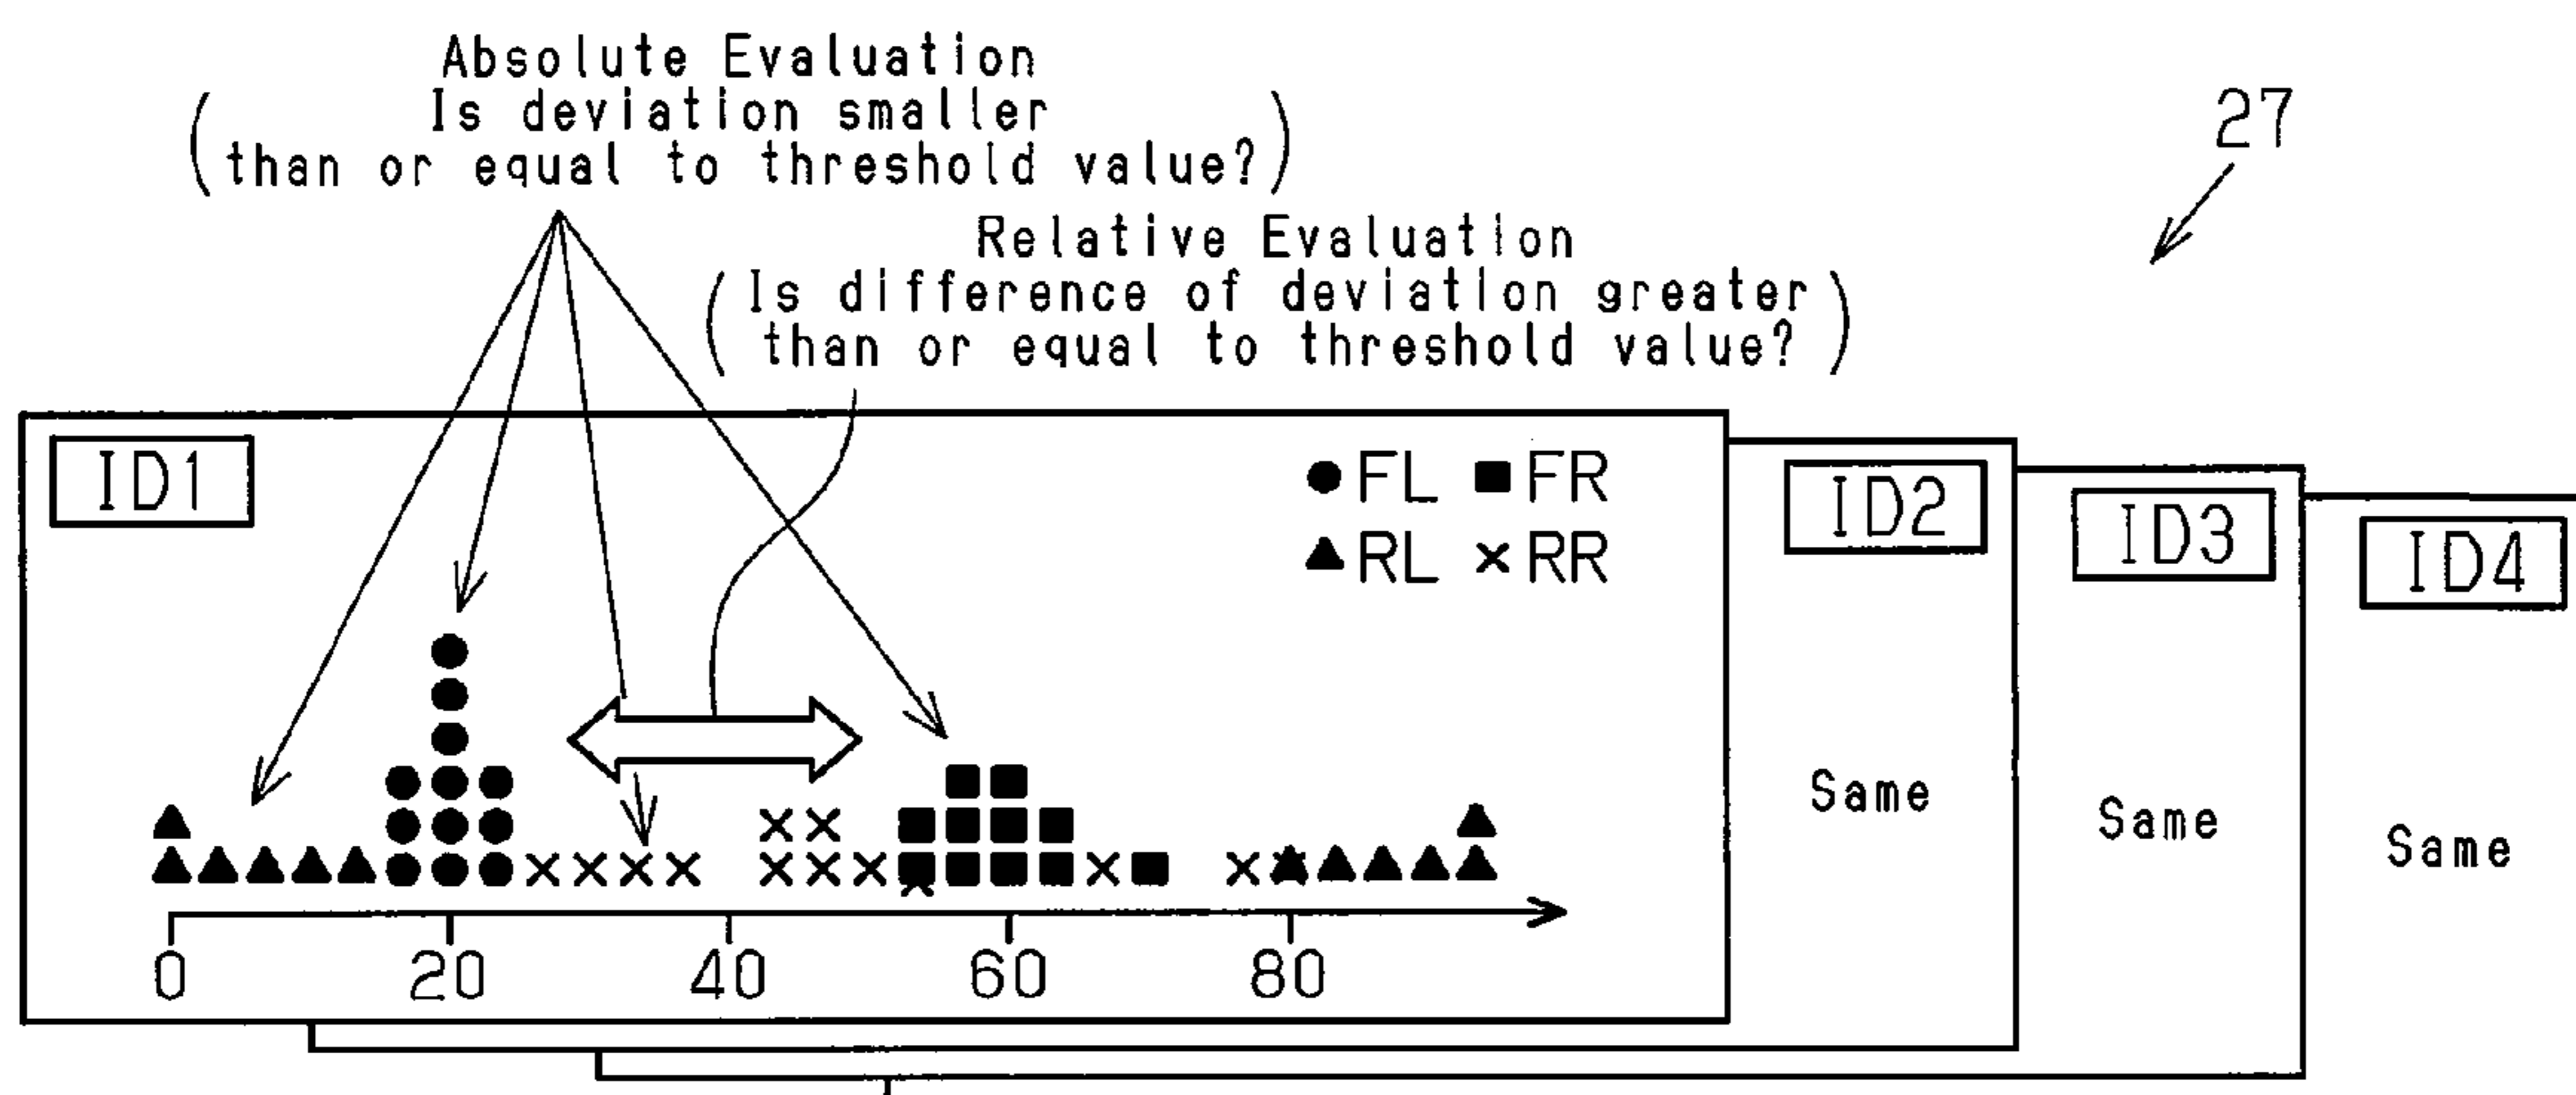 Absolute Evaluation
(Is deviation smaller
than or equal to threshold value?)
27
Relative Evaluation
(Is difference of deviation greater
than or equal to threshold value?)
ID1
● FL ■ FR
▲ RL × RR
ID2
ID3
ID4
Same
Same
Same
0 20 40 60 80